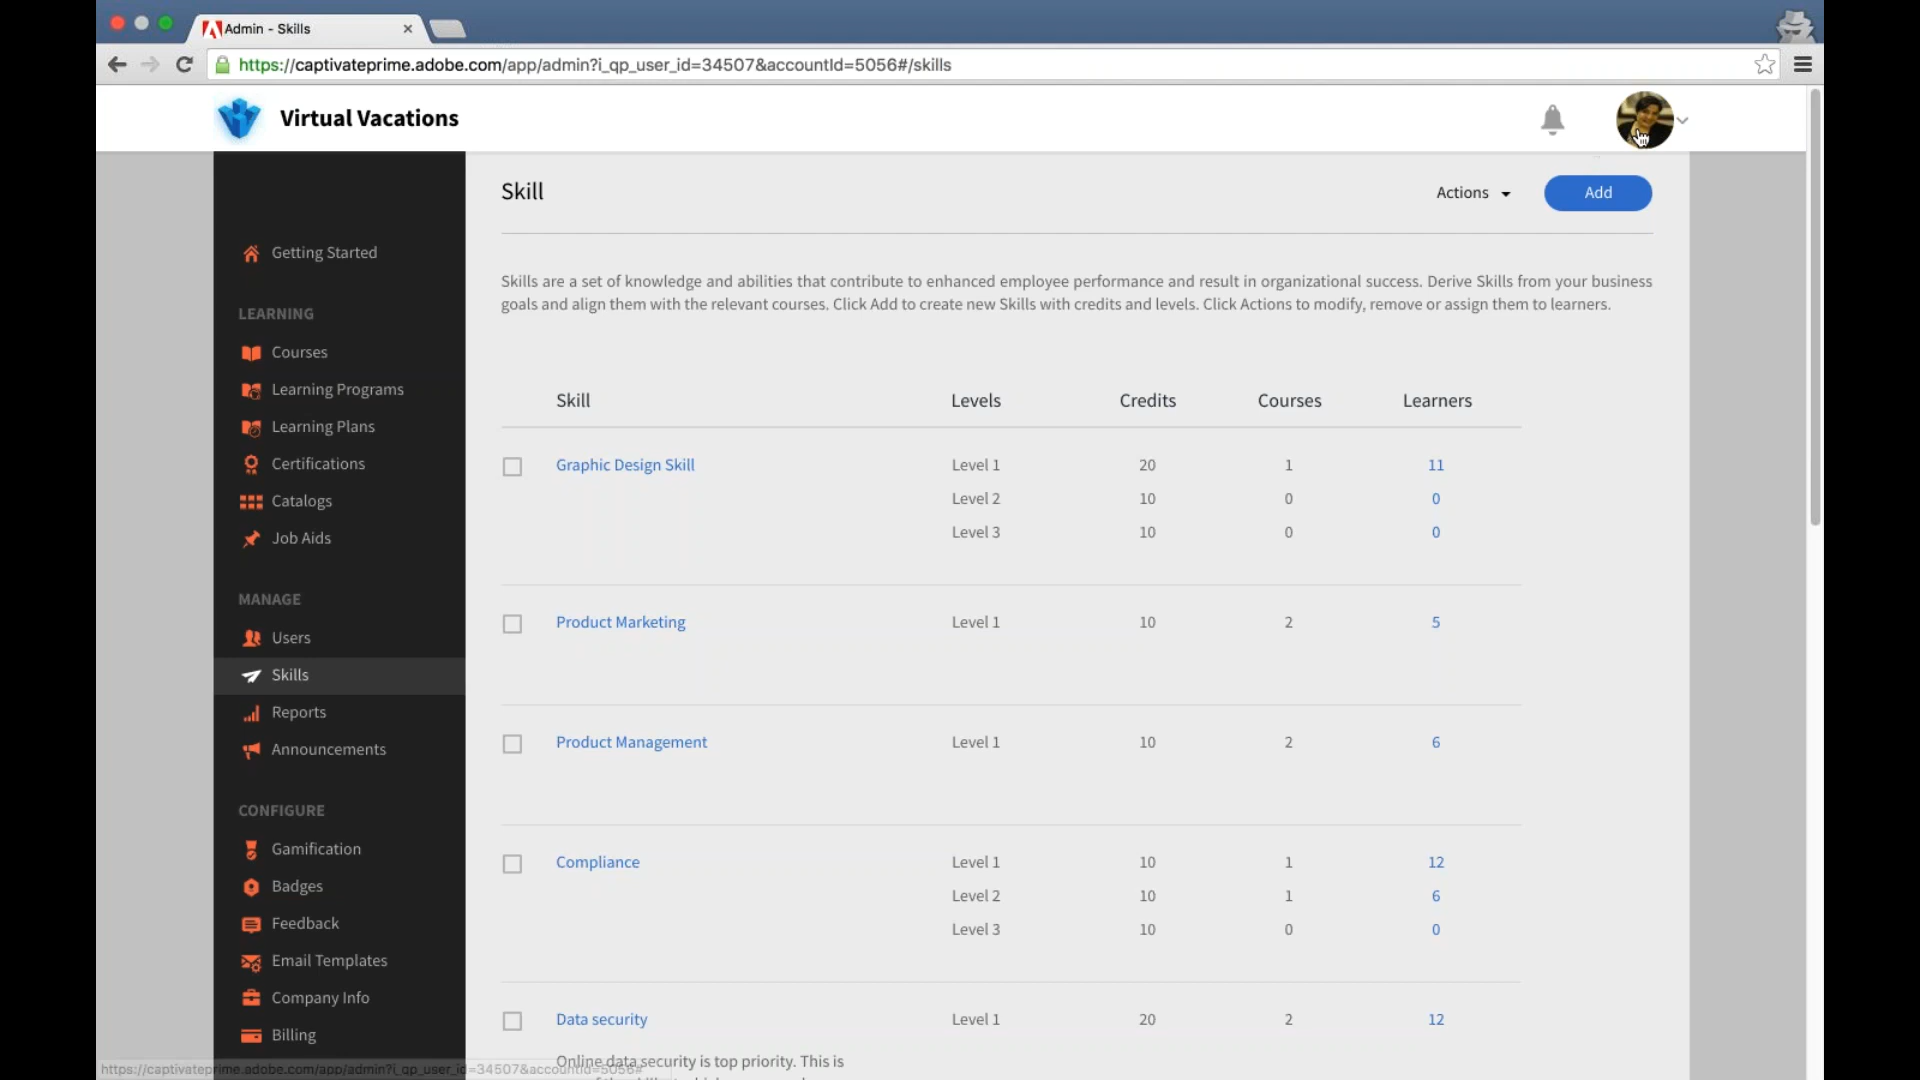 Admin - Skills
https://captivateprime.adobe.com/app/admin?i_qp_user_id=34507&accountId=5056#/skills
Virtual Vacations
Skill
Actions
Add
Getting Started
LEARNING
Courses
Learning Programs
Learning Plans
Certifications
Catalogs
Job Aids
MANAGE
Users
Skills
Reports
Announcements
CONFIGURE
Gamification
Badges
Feedback
Email Templates
Company Info
Billing
Skills are a set of knowledge and abilities that contribute to enhanced employee performance and result in organizational success. Derive Skills from your business
goals and align them with the relevant courses. Click Add to create new Skills with credits and levels. Click Actions to modify, remove or assign them to learners.
Skill Levels Credits Courses Learners
Graphic Design Skill Level 1 20 1 11
Level 2 10 0 0
Level 3 10 0 0
Product Marketing Level 1 10 2 5
Product Management Level 1 10 2 6
Compliance Level 1 10 1 12
Level 2 10 1 6
Level 3 10 0 0
Data security Level 1 20 2 12
Online data security is top priority. This is
https://captivateprime.adobe.com/app/admin?i_qp_user_id=34507&accountId=5056#